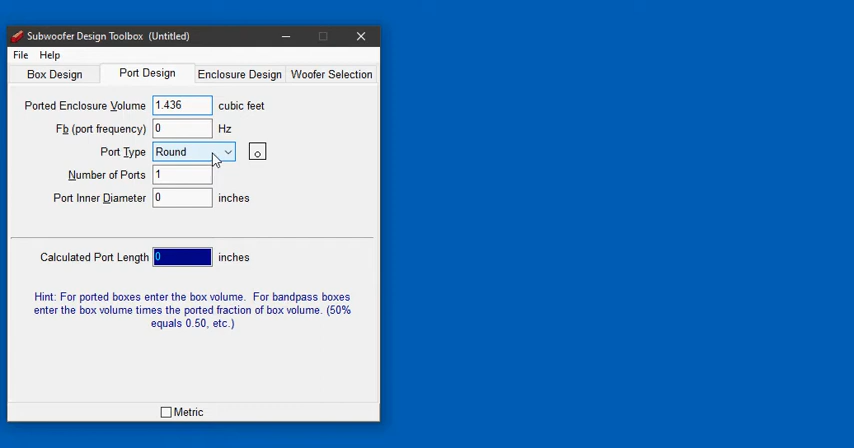 Subwoofer Design Toolbox (Untitled)
File Help
Box Design Port Design Enclosure Design Woofer Selection
Ported Enclosure Volume 1.436 cubic feet
Fb (port frequency) 0 Hz
Port Type Round
Number of Ports 1
Port Inner Diameter 0 inches
Calculated Port Length 0 inches
Hint: For ported boxes enter the box volume. For bandpass boxes
enter the box volume times the ported fraction of box volume. (50%
equals 0.50, etc.)
Metric